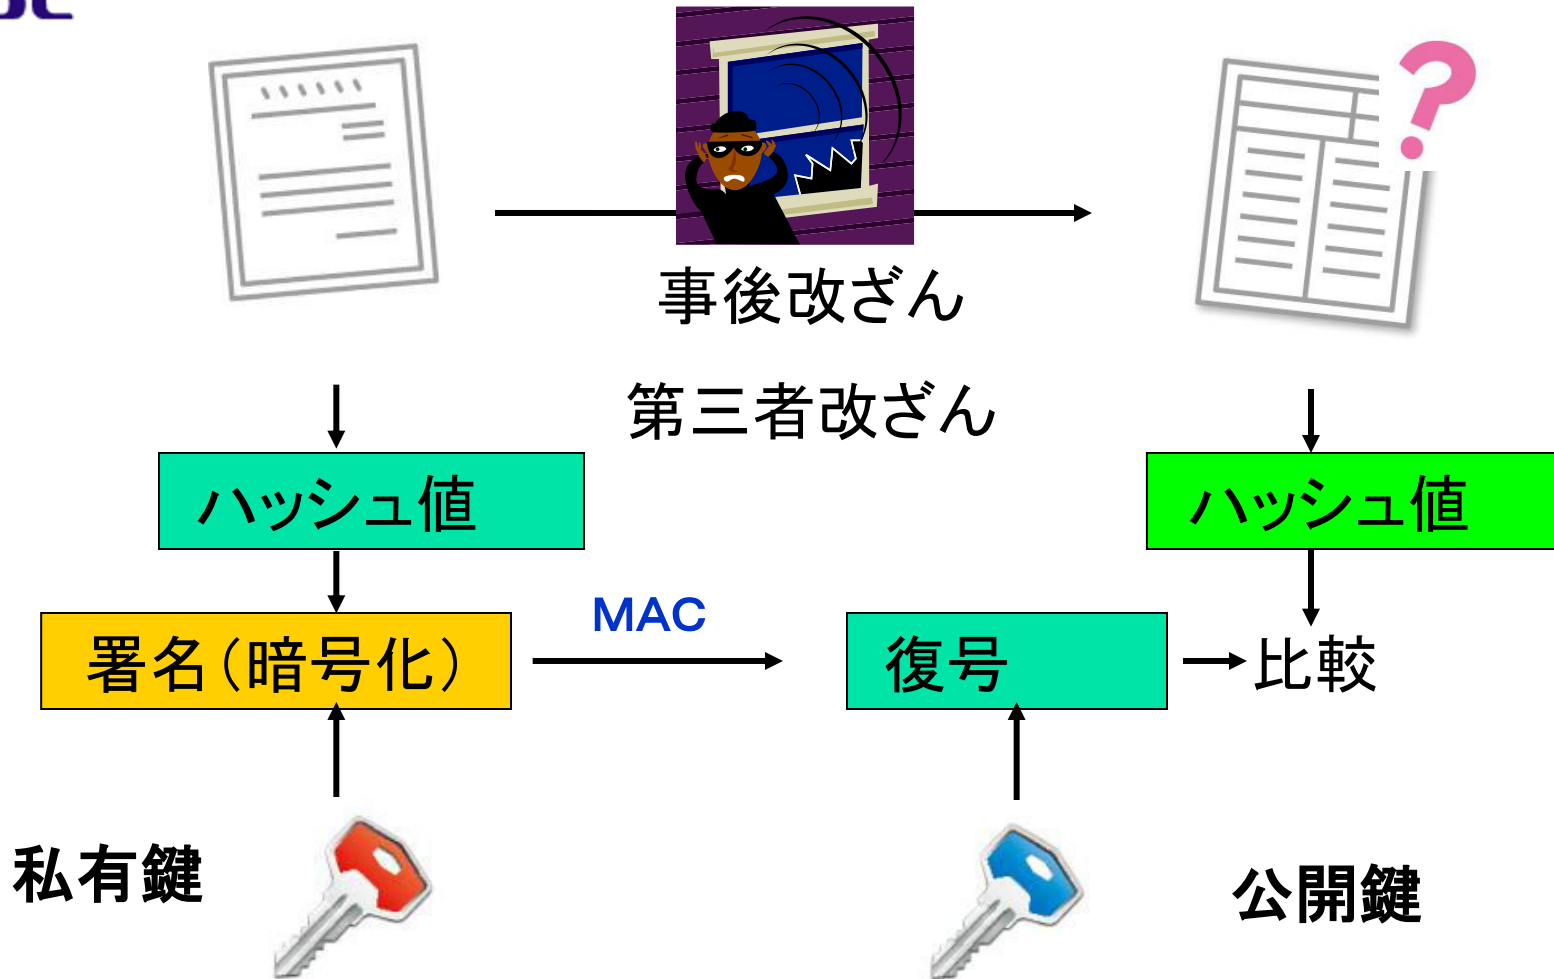 事後改ざん
第三者改ざん
ハッシュ値
ハッシュ値
署名(暗号化)
MAC
復号
比較
私有鍵
公開鍵